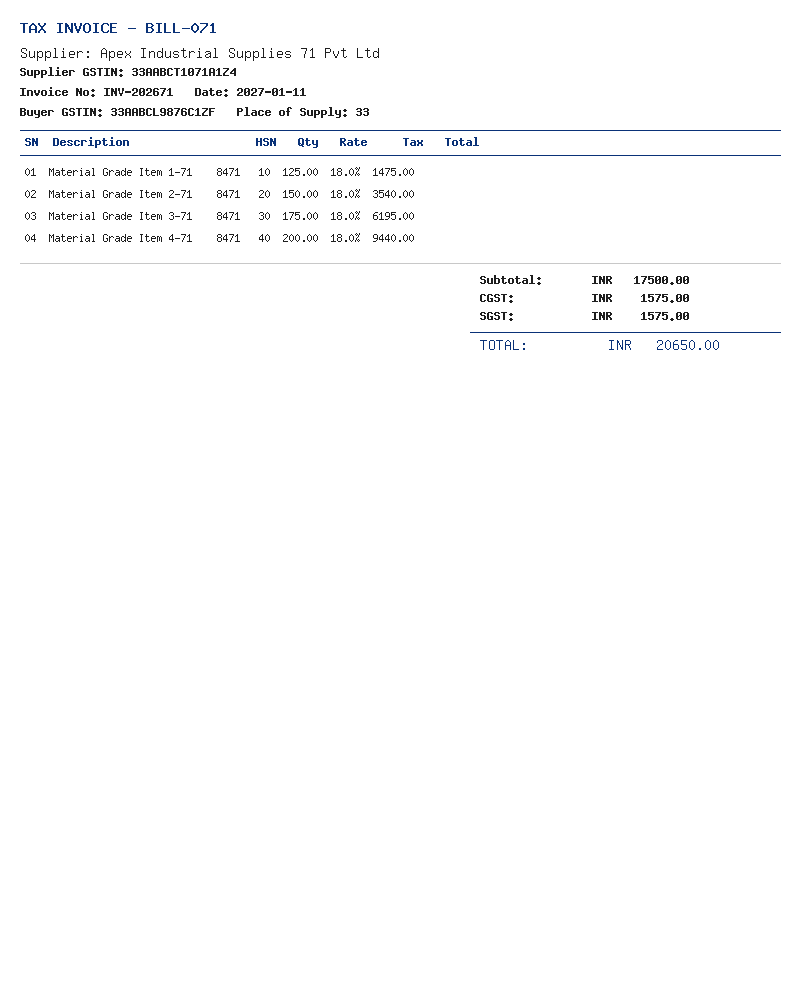 TAX INVOICE - BILL-071
Supplier: Apex Industrial Supplies 71 Pvt Ltd
Supplier GSTIN: 33AABCT1071A1Z4
Invoice No: INV-202671 Date: 2027-01-11
Buyer GSTIN: 33AABCL9876C1ZF Place of Supply: 33
SN Description HSN Qty Rate Tax Total
01 Material Grade Item 1-71 8471 10 125.00 18.0% 1475.00
02 Material Grade Item 2-71 8471 20 150.00 18.0% 3540.00
03 Material Grade Item 3-71 8471 30 175.00 18.0% 6195.00
04 Material Grade Item 4-71 8471 40 200.00 18.0% 9440.00
Subtotal: INR 17500.00
CGST: INR 1575.00
SGST: INR 1575.00
TOTAL: INR 20650.00